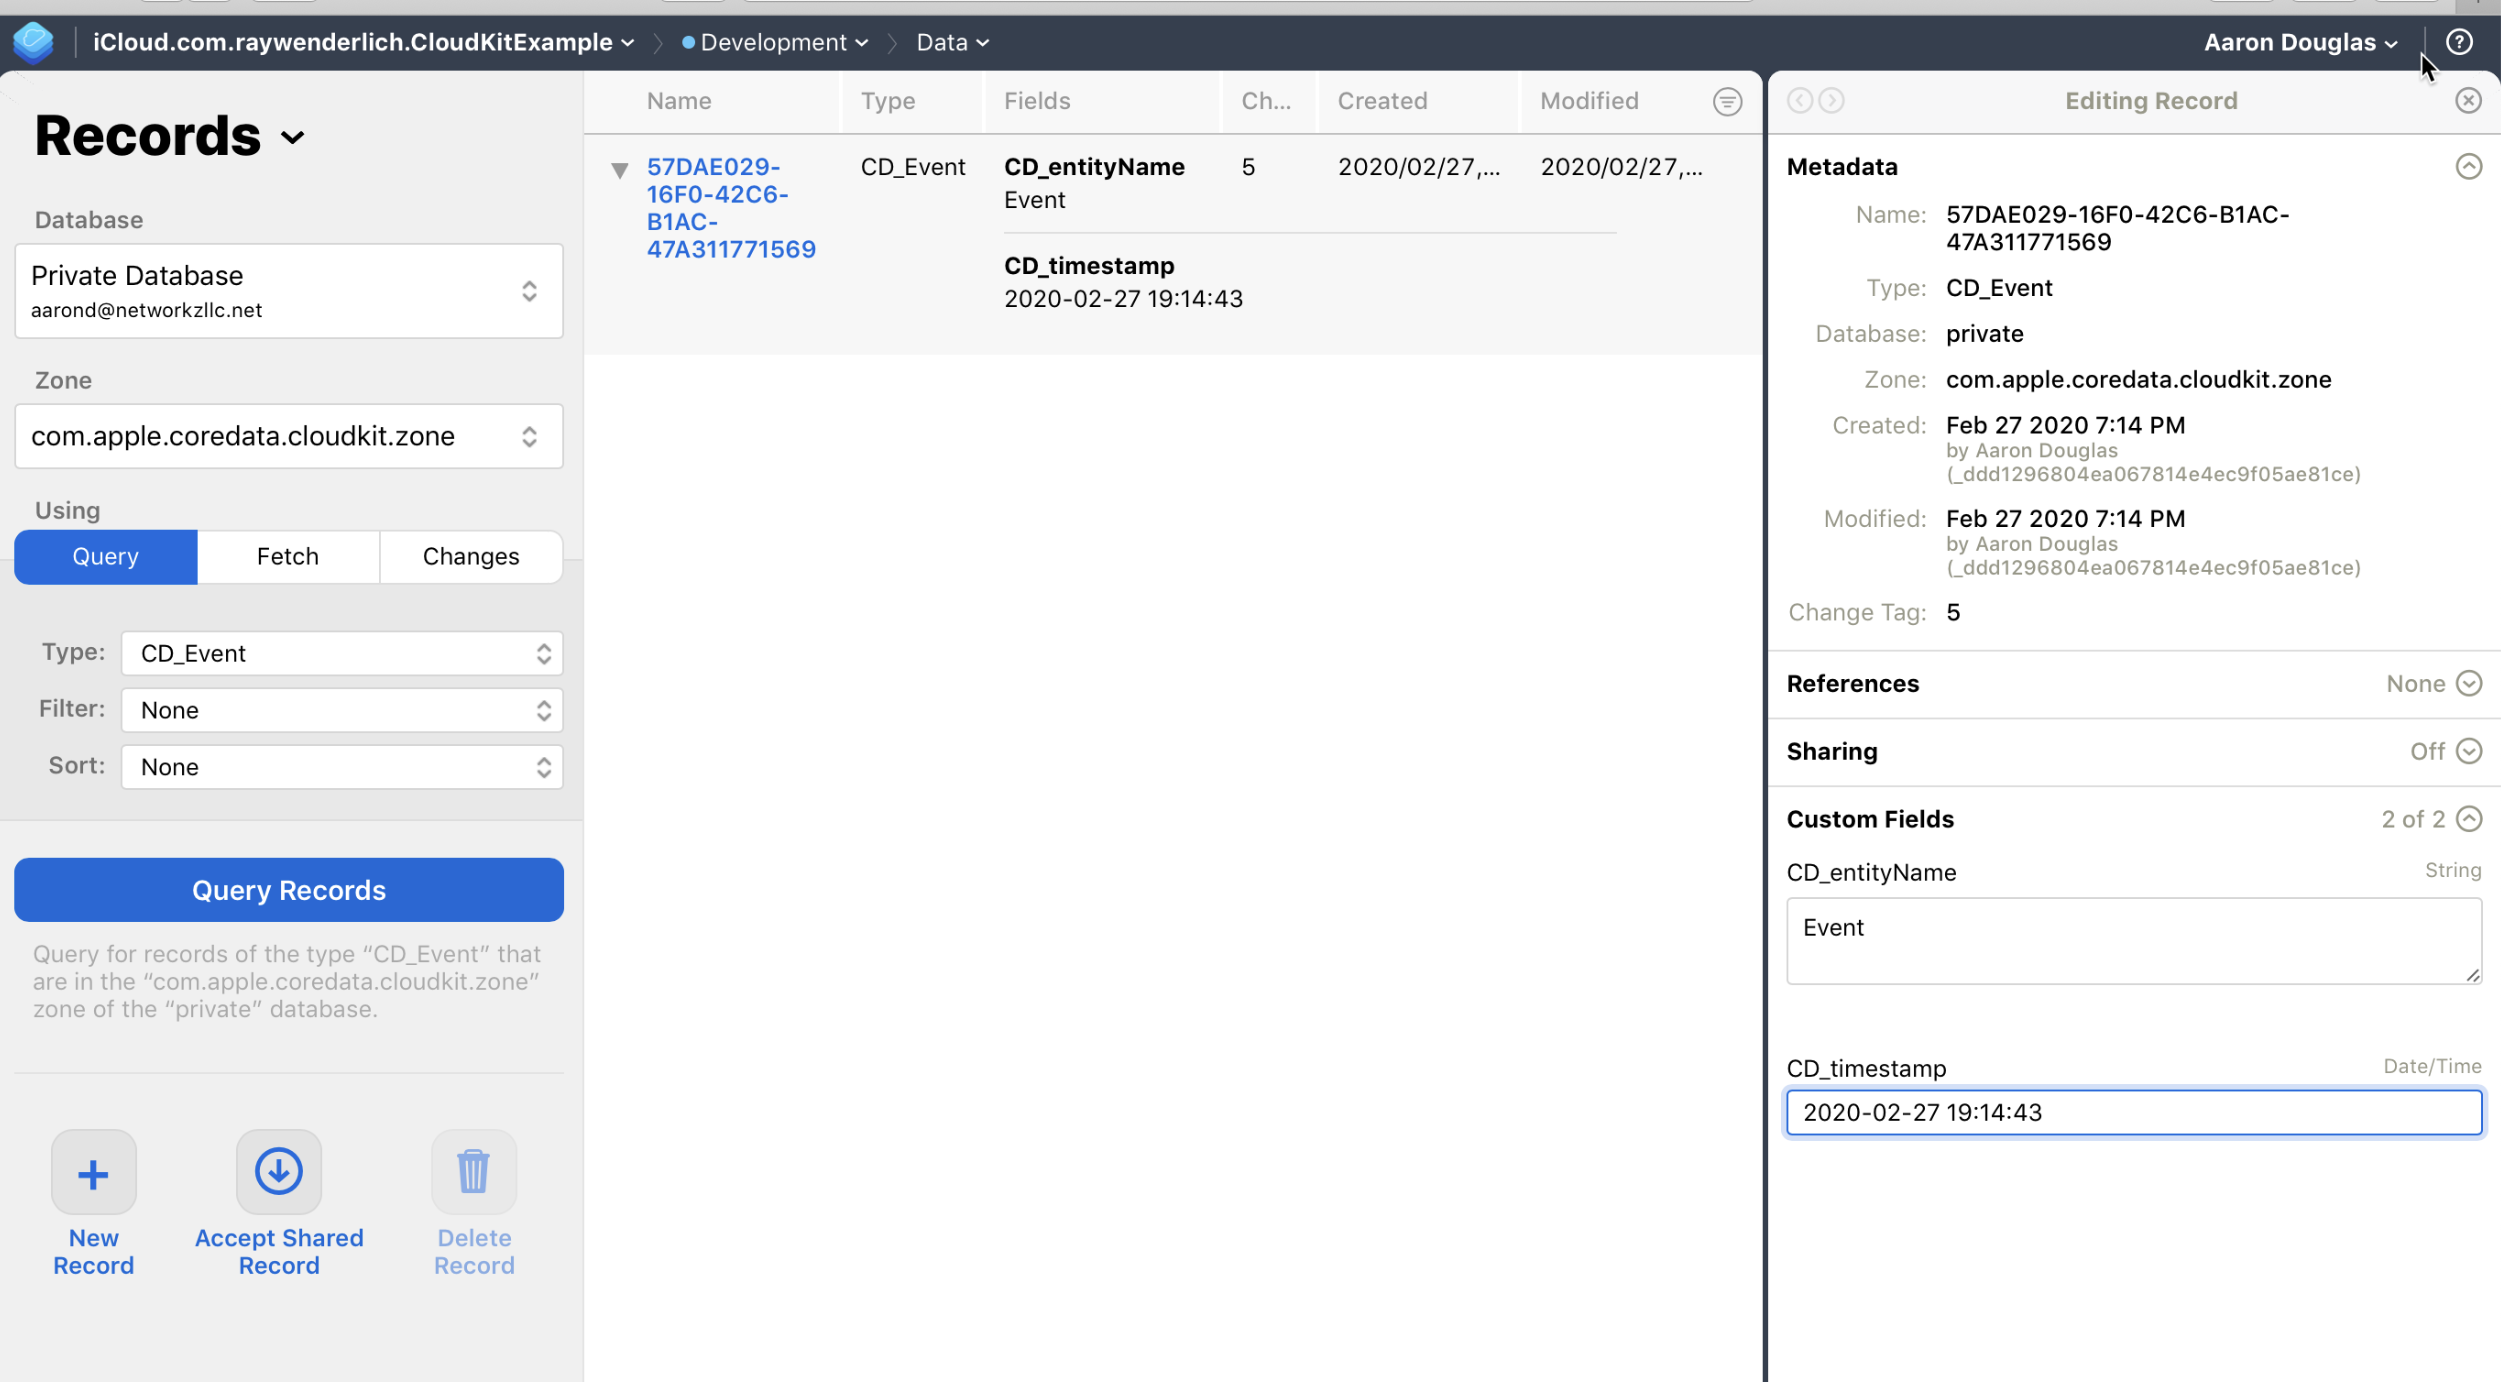 iCloud.com.raywenderlich.CloudKitExample
Development
Data
Aaron Douglas
Records
Database
Private Database
aarond@networkzllc.net
Zone
com.apple.coredata.cloudkit.zone
Using
Query
Fetch
Changes
Type:
CD_Event
Filter:
None
Sort:
None
Query Records
Query for records of the type “CD_Event” that
are in the “com.apple.coredata.cloudkit.zone”
zone of the “private” database.
New
Record
Accept Shared
Record
Delete
Record
Name
Type
Fields
Ch...
Created
Modified
57DAE029-
16F0-42C6-
B1AC-
47A311771569
CD_Event
CD_entityName
Event
CD_timestamp
2020-02-27 19:14:43
5
2020/02/27,...
2020/02/27,...
Editing Record
Metadata
Name: 57DAE029-16F0-42C6-B1AC-
47A311771569
Type: CD_Event
Database: private
Zone: com.apple.coredata.cloudkit.zone
Created: Feb 27 2020 7:14 PM
by Aaron Douglas
(_ddd1296804ea067814e4ec9f05ae81ce)
Modified: Feb 27 2020 7:14 PM
by Aaron Douglas
(_ddd1296804ea067814e4ec9f05ae81ce)
Change Tag: 5
References None
Sharing Off
Custom Fields 2 of 2
CD_entityName String
Event
CD_timestamp Date/Time
2020-02-27 19:14:43